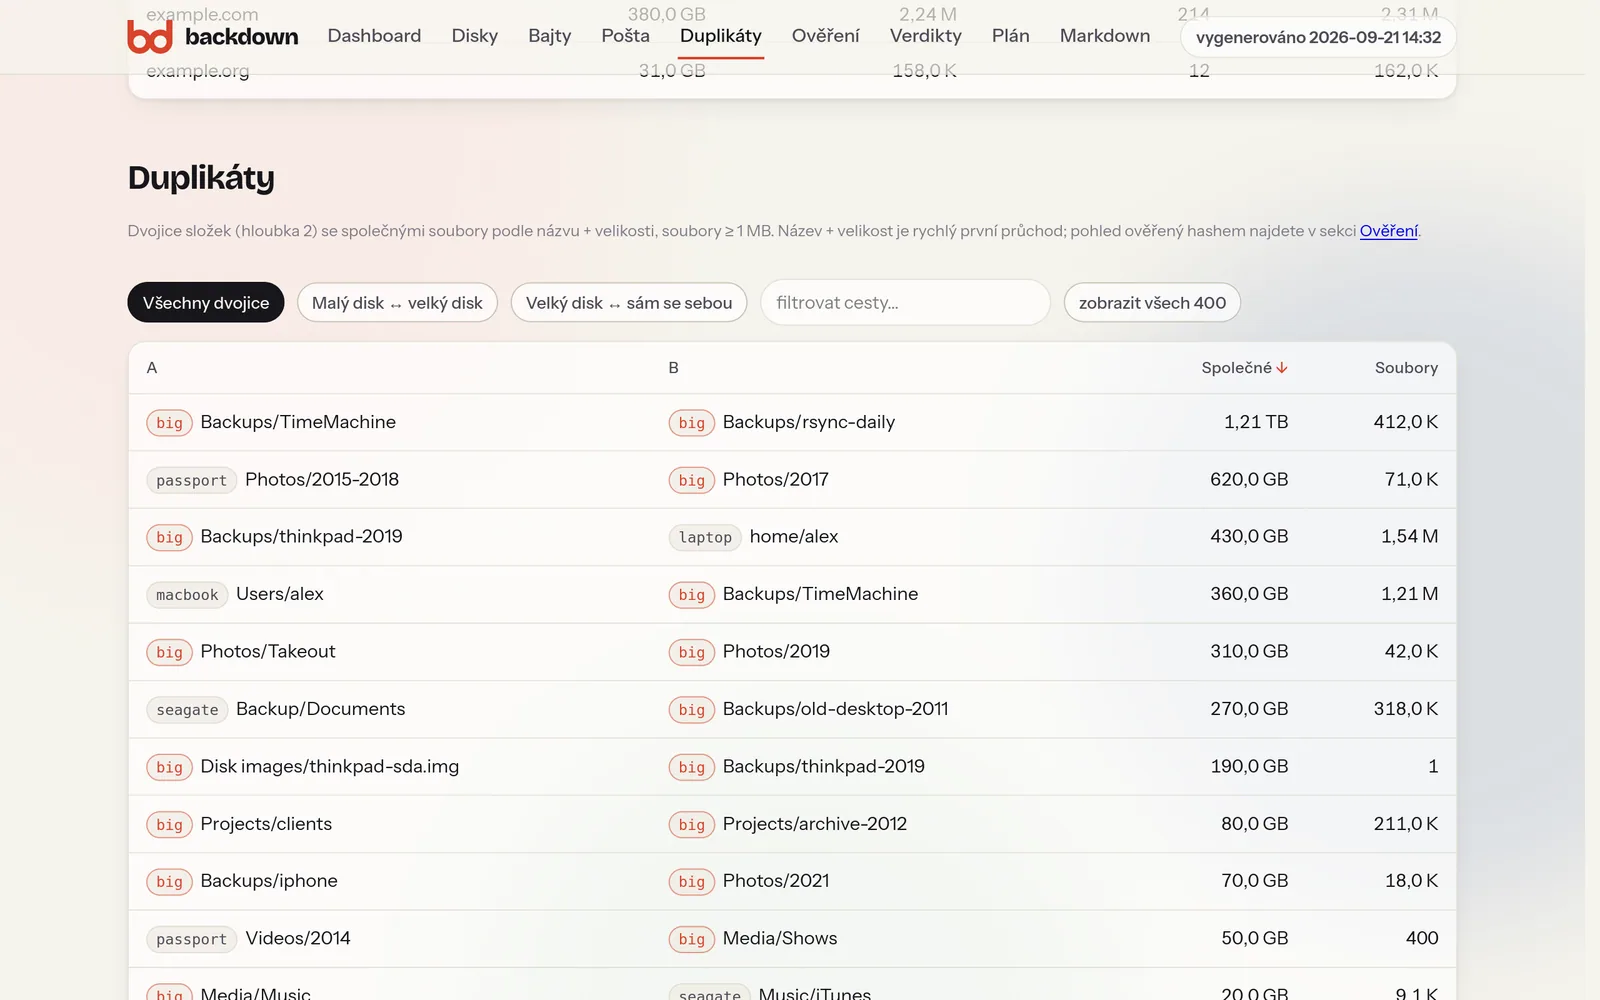 example.com 380,0 GB 2,24 M 214 2,31 M
bd backdown Dashboard Disky Bajty Pošta Duplikáty Ověření Verdikty Plán Markdown vygenerováno 2026-09-21 14:32
example.org 31,0 GB 158,0 K 12 162,0 K
Duplikáty
Dvojice složek (hloubka 2) se společnými soubory podle názvu + velikosti, soubory ≥ 1 MB. Název + velikost je rychlý první průchod; pohled ověřený hashem najdete v sekci Ověření.
Všechny dvojice Malý disk ↔ velký disk Velký disk ↔ sám se sebou filtrovat cesty… zobrazit všech 400
A B Společné ↓ Soubory
big Backups/TimeMachine big Backups/rsync-daily 1,21 TB 412,0 K
passport Photos/2015-2018 big Photos/2017 620,0 GB 71,0 K
big Backups/thinkpad-2019 laptop home/alex 430,0 GB 1,54 M
macbook Users/alex big Backups/TimeMachine 360,0 GB 1,21 M
big Photos/Takeout big Photos/2019 310,0 GB 42,0 K
seagate Backup/Documents big Backups/old-desktop-2011 270,0 GB 318,0 K
big Disk images/thinkpad-sda.img big Backups/thinkpad-2019 190,0 GB 1
big Projects/clients big Projects/archive-2012 80,0 GB 211,0 K
big Backups/iphone big Photos/2021 70,0 GB 18,0 K
passport Videos/2014 big Media/Shows 50,0 GB 400
big Media/Music seagate Music/iTunes 20,0 GB 9,1 K